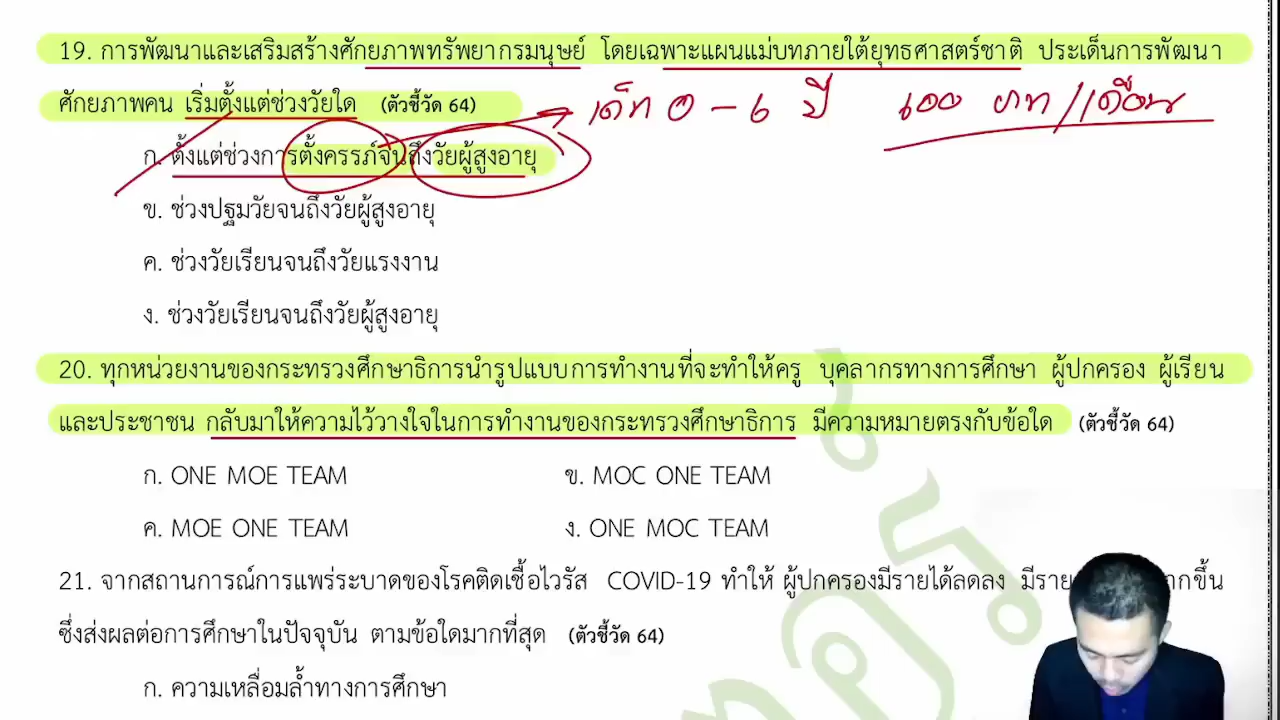 19. การพัฒนาและเสริมสร้างศักยภาพทรัพยากรมนุษย์ โดยเฉพาะแผนแม่บทภายใต้ยุทธศาสตร์ชาติ ประเด็นการพัฒนา
ศักยภาพคน เริ่มตั้งแต่ช่วงวัยใด (ตัวชี้วัด 64)
เด็ก 0 - 6 ปี 600 บาท/เดือน
ก. ตั้งแต่ช่วงการตั้งครรภ์จนถึงวัยผู้สูงอายุ
ข. ช่วงปฐมวัยจนถึงวัยผู้สูงอายุ
ค. ช่วงวัยเรียนจนถึงวัยแรงงาน
ง. ช่วงวัยเรียนจนถึงวัยผู้สูงอายุ
20. ทุกหน่วยงานของกระทรวงศึกษาธิการนำรูปแบบการทำงานที่จะทำให้ครู บุคลากรทางการศึกษา ผู้ปกครอง ผู้เรียน
และประชาชน กลับมาให้ความไว้วางใจในการทำงานของกระทรวงศึกษาธิการ มีความหมายตรงกับข้อใด (ตัวชี้วัด 64)
ก. ONE MOE TEAM ข. MOC ONE TEAM
ค. MOE ONE TEAM ง. ONE MOC TEAM
21. จากสถานการณ์การแพร่ระบาดของโรคติดเชื้อไวรัส COVID-19 ทำให้ ผู้ปกครองมีรายได้ลดลง
ซึ่งส่งผลต่อการศึกษาในปัจจุบัน ตามข้อใดมากที่สุด (ตัวชี้วัด 64)
ก. ความเหลื่อมล้ำทางการศึกษา